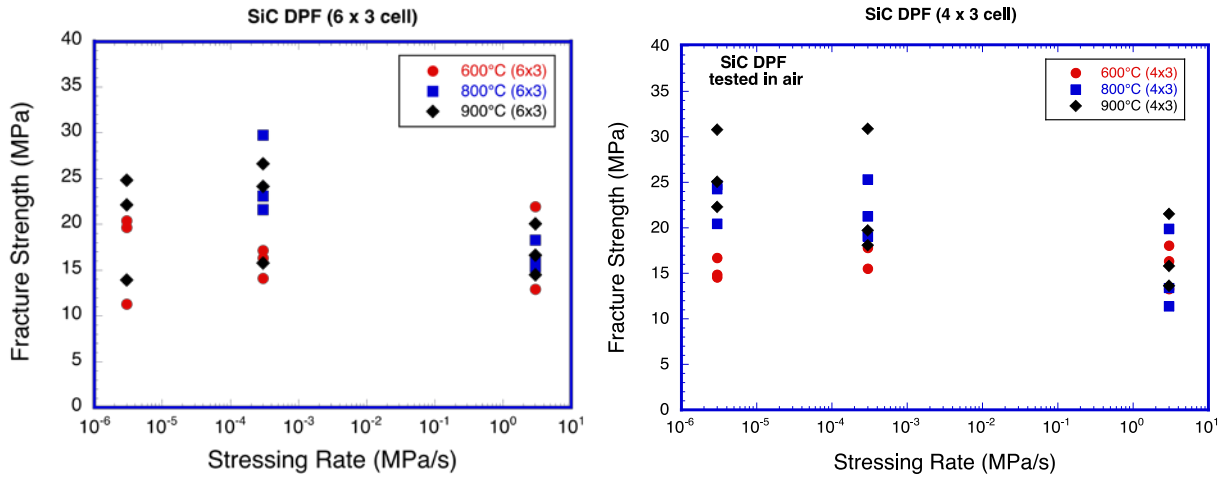 SiC DPF (6 x 3 cell)
40
35
30
25
20
15
10
5
0
Fracture Strength (MPa)
600°C (6x3)
800°C (6x3)
900°C (6x3)
10-6
10-5
10-4
10-3
10-2
10-1
100
101
Stressing Rate (MPa/s)
SiC DPF (4 x 3 cell)
40
35
30
25
20
15
10
5
0
Fracture Strength (MPa)
SiC DPF
tested in air
600°C (4x3)
800°C (4x3)
900°C (4x3)
10-6
10-5
10-4
10-3
10-2
10-1
100
101
Stressing Rate (MPa/s)